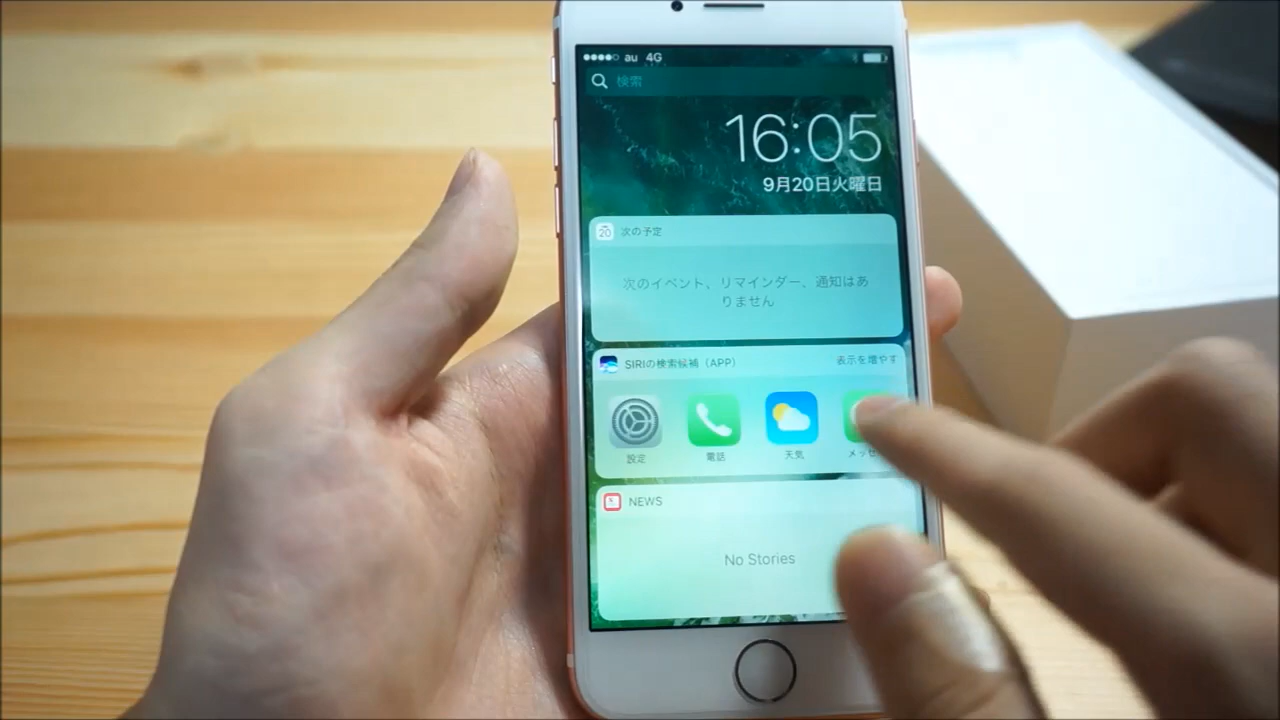 au 4G
検索
16:05
9月20日火曜日
20 次の予定
次のイベント、リマインダー、通知はあ
りません
SIRIの検索候補（APP） 表示を増やす
設定 電話 天気 メッセ
NEWS
No Stories